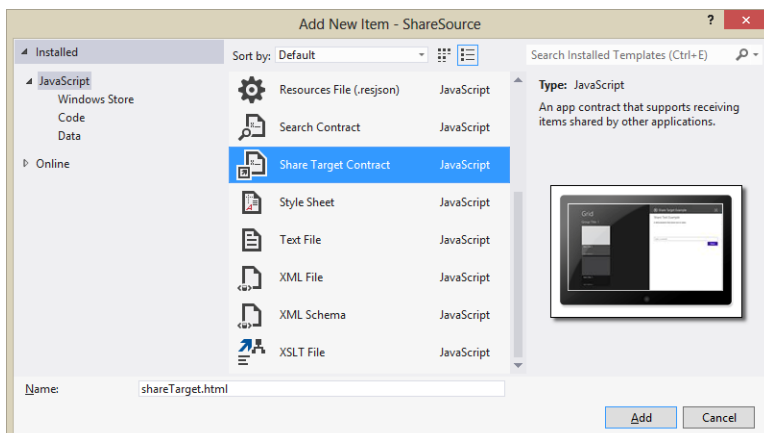 Add New Item - ShareSource
?
Installed
Sort by: Default
Search Installed Templates (Ctrl+E)
JavaScript
Windows Store
Code
Data
Online
Resources File (.resjson) JavaScript
Search Contract JavaScript
Share Target Contract JavaScript
Style Sheet JavaScript
Text File JavaScript
XML File JavaScript
XML Schema JavaScript
XSLT File JavaScript
Type: JavaScript
An app contract that supports receiving
items shared by other applications.
Grid
Name: shareTarget.html
Add Cancel